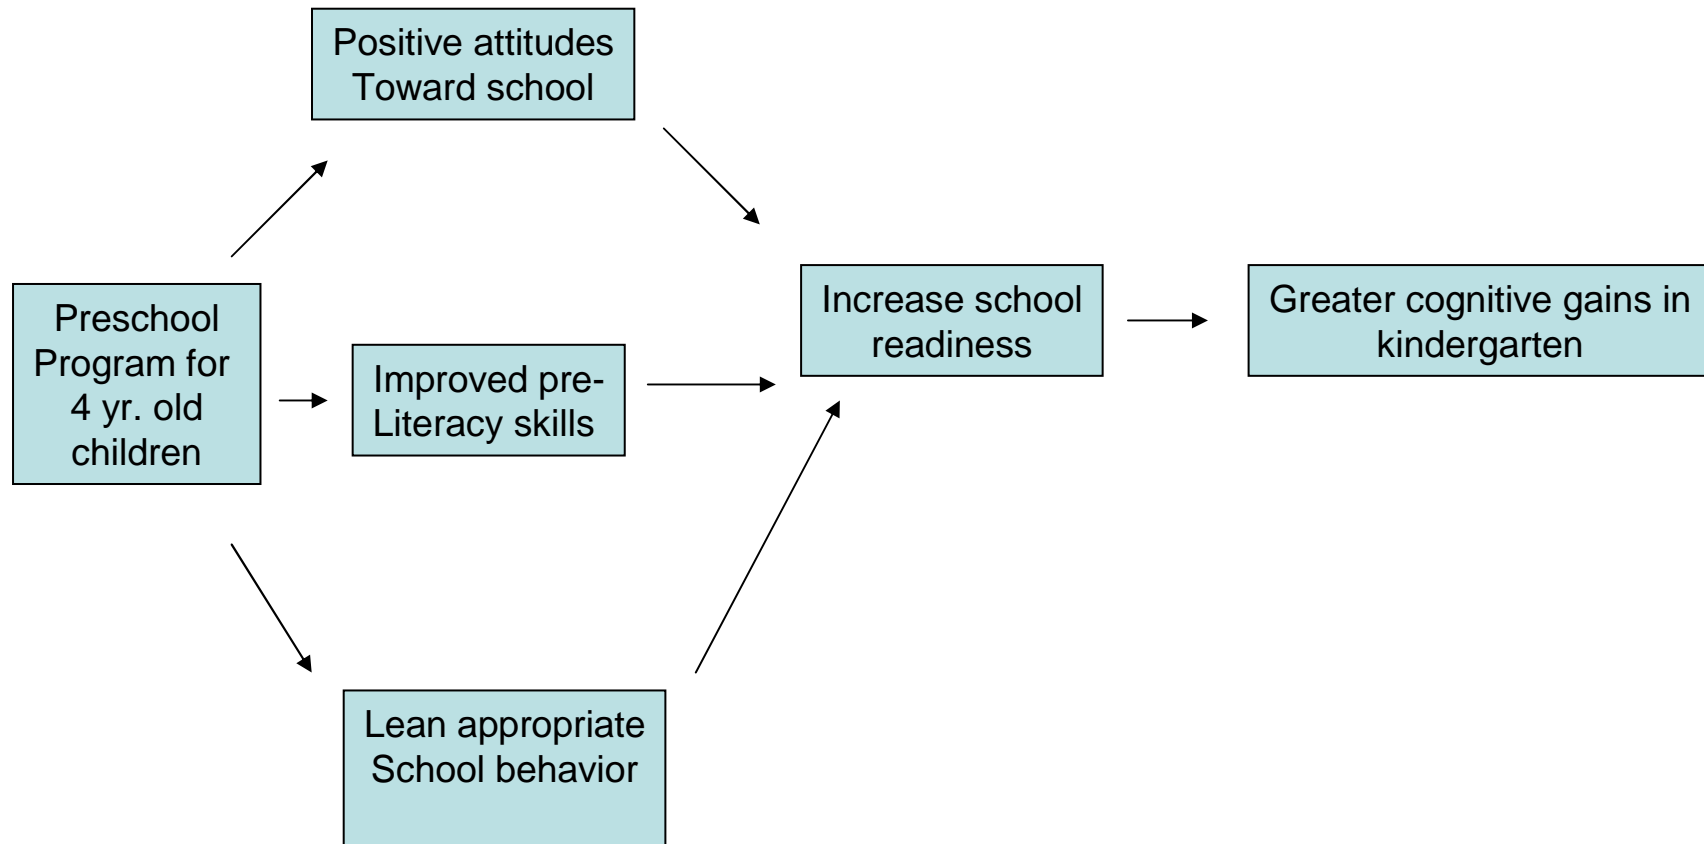 Positive attitudes
Toward school
Preschool
Program for
4 yr. old
children
Improved pre-
Literacy skills
Lean appropriate
School behavior
Increase school
readiness
Greater cognitive gains in
kindergarten